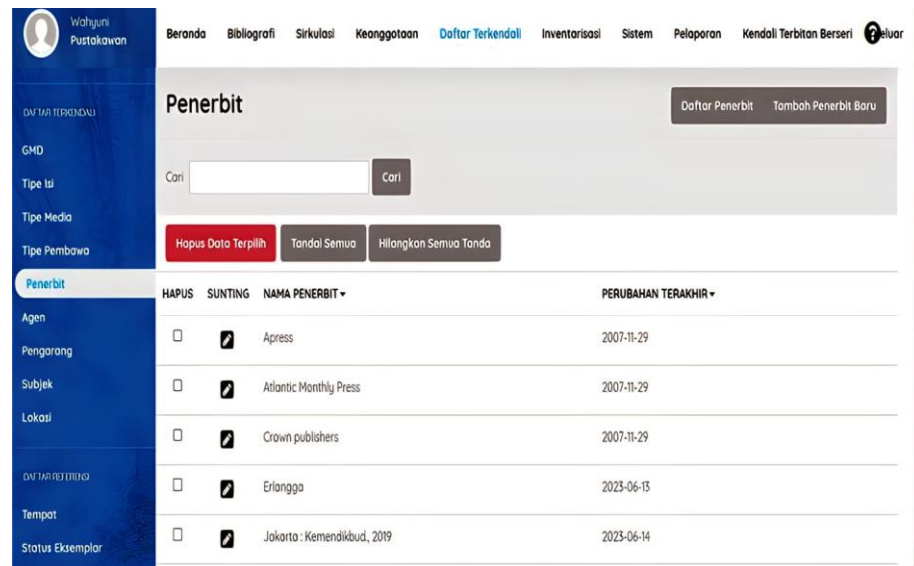 Wahyuni
Pustakawan
Beranda Bibliografi Sirkulasi Keanggotaan Daftar Terkendali Inventarisasi Sistem Pelaporan Kendali Terbitan Berseri ?eluar
DAFTAR TERKENDALI
GMD
Tipe Isi
Tipe Media
Tipe Pembawa
Penerbit
Agen
Pengarang
Subjek
Lokasi
DAFTAR REFERENSI
Tempat
Status Eksemplar
Penerbit
Daftar Penerbit Tambah Penerbit Baru
Cari Cari
Hapus Data Terpilih Tandai Semua Hilangkan Semua Tanda
HAPUS SUNTING NAMA PENERBIT PERUBAHAN TERAKHIR
Apress 2007-11-29
Atlantic Monthly Press 2007-11-29
Crown publishers 2007-11-29
Erlangga 2023-06-13
Jakarta : Kemendikbud, 2019 2023-06-14